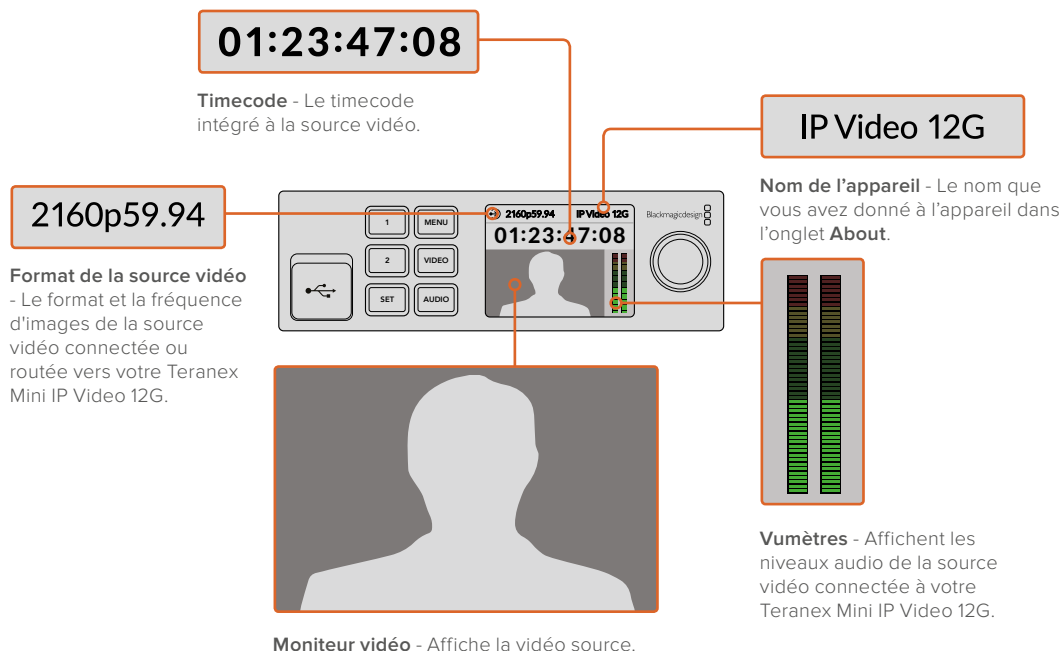 01:23:47:08
Timecode - Le timecode
intégré à la source vidéo.
IP Video 12G
Nom de l'appareil - Le nom que
vous avez donné à l'appareil dans
l'onglet About.
2160p59.94
Format de la source vidéo
- Le format et la fréquence
d'images de la source
vidéo connectée ou
routée vers votre Teranex
Mini IP Video 12G.
1
MENU
2
VIDEO
SET
AUDIO
2160p59.94
IP Video 12G
01:23:47:08
Blackmagicdesign
Vumètres - Affichent les
niveaux audio de la source
vidéo connectée à votre
Teranex Mini IP Video 12G.
Moniteur vidéo - Affiche la vidéo source.